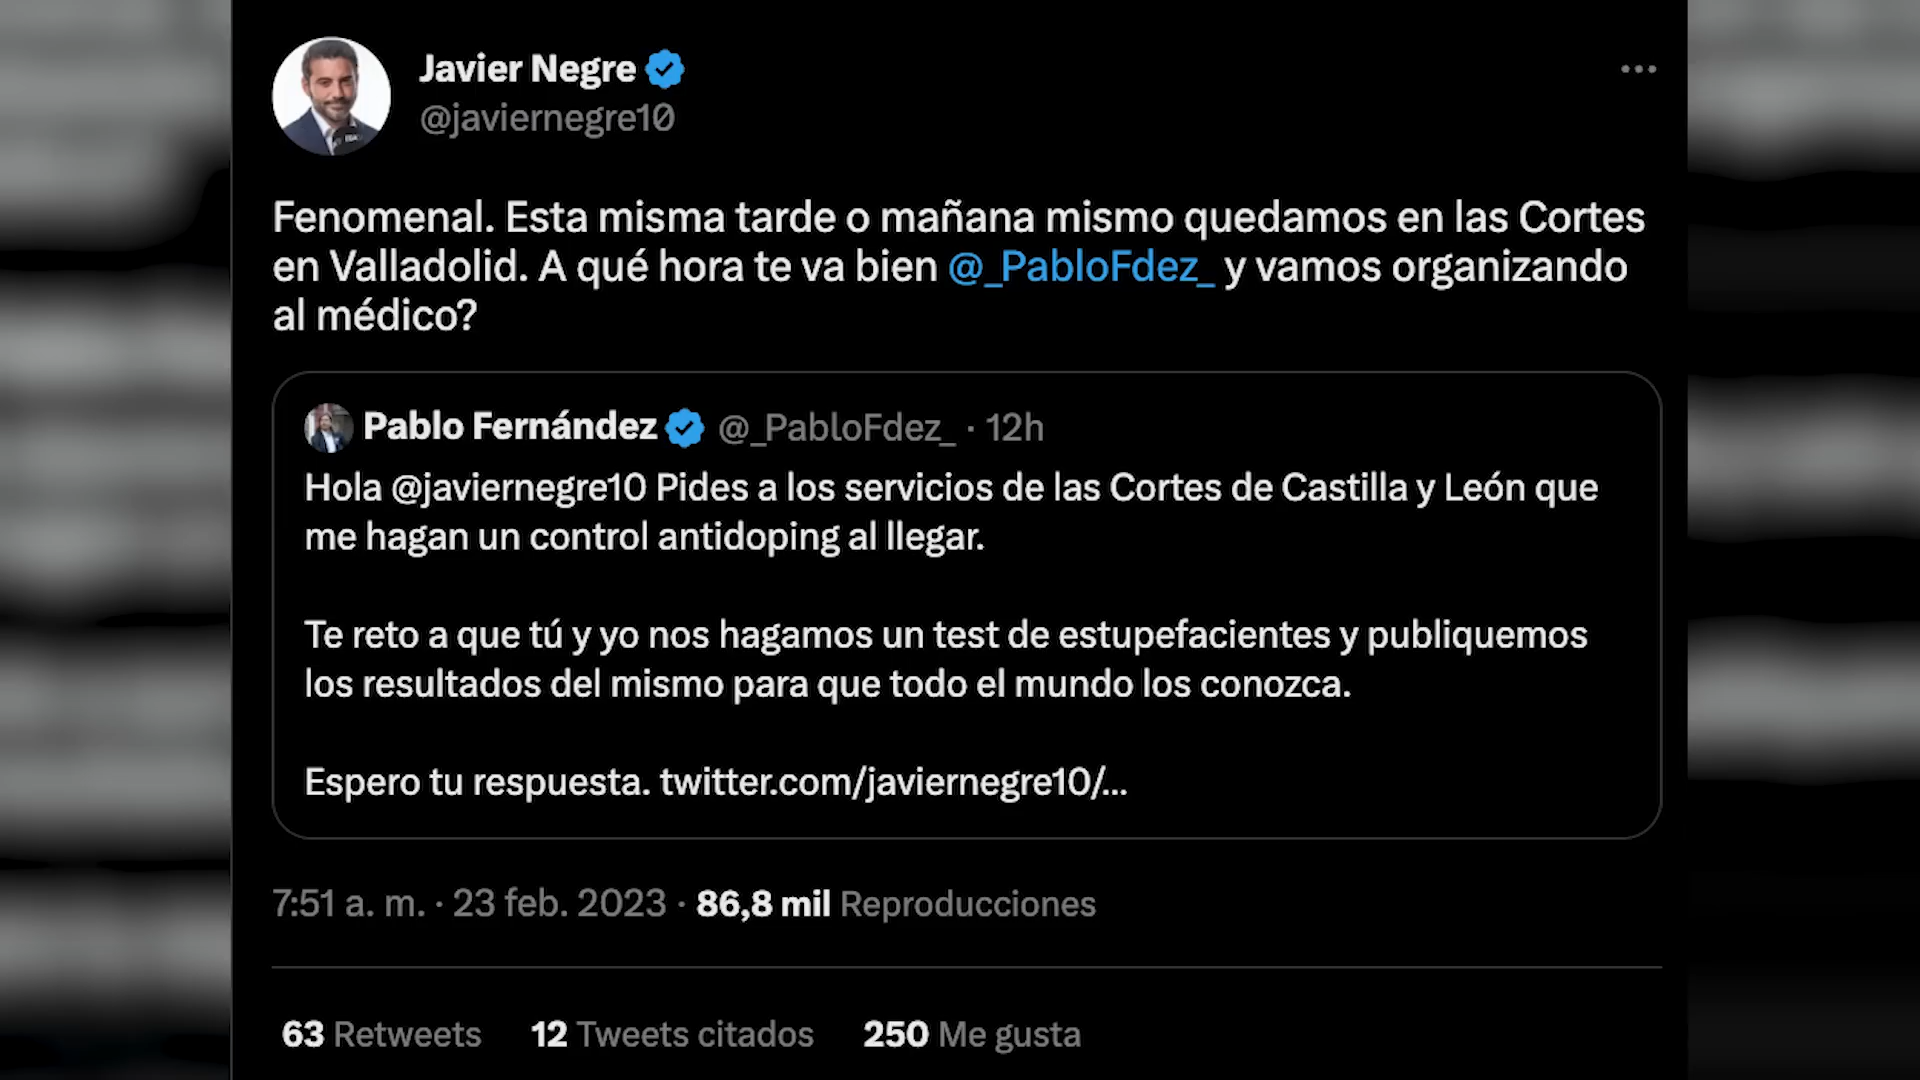 Javier Negre
@javiernegre10
Fenomenal. Esta misma tarde o mañana mismo quedamos en las Cortes
en Valladolid. A qué hora te va bien @_PabloFdez_ y vamos organizando
al médico?
Pablo Fernández @_PabloFdez_ · 12h
Hola @javiernegre10 Pides a los servicios de las Cortes de Castilla y León que
me hagan un control antidoping al llegar.
Te reto a que tú y yo nos hagamos un test de estupefacientes y publiquemos
los resultados del mismo para que todo el mundo los conozca.
Espero tu respuesta. twitter.com/javiernegre10/...
7:51 a. m. · 23 feb. 2023 · 86,8 mil Reproducciones
63 Retweets 12 Tweets citados 250 Me gusta